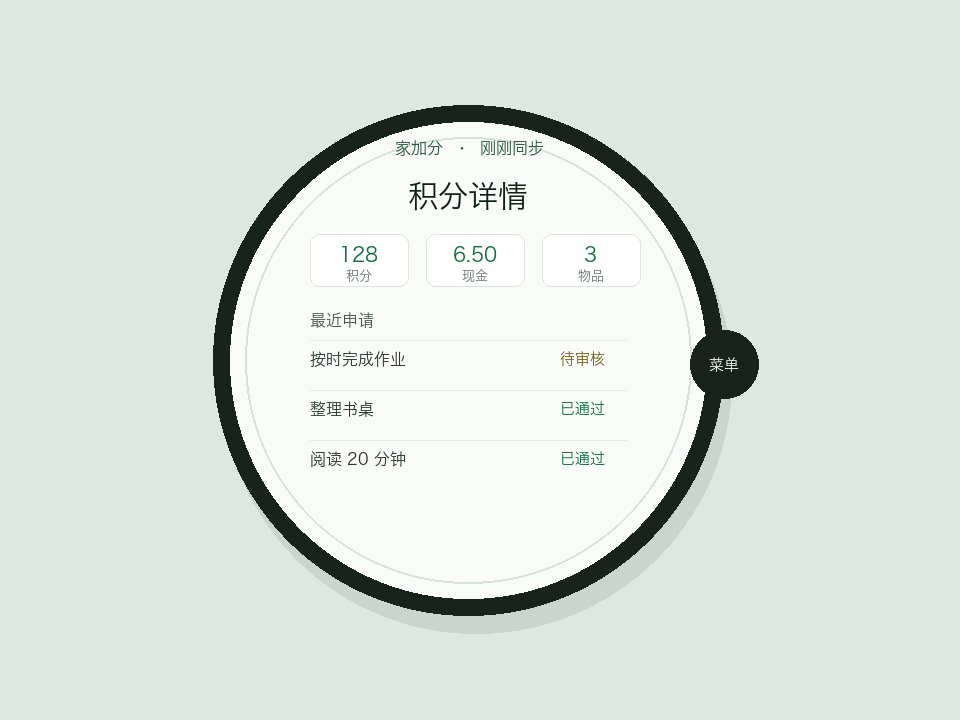 家加分 · 刚刚同步
积分详情
128 6.50 3
积分 现金 物品
最近申请
按时完成作业 待审核
菜单
整理书桌 已通过
阅读 20 分钟 已通过